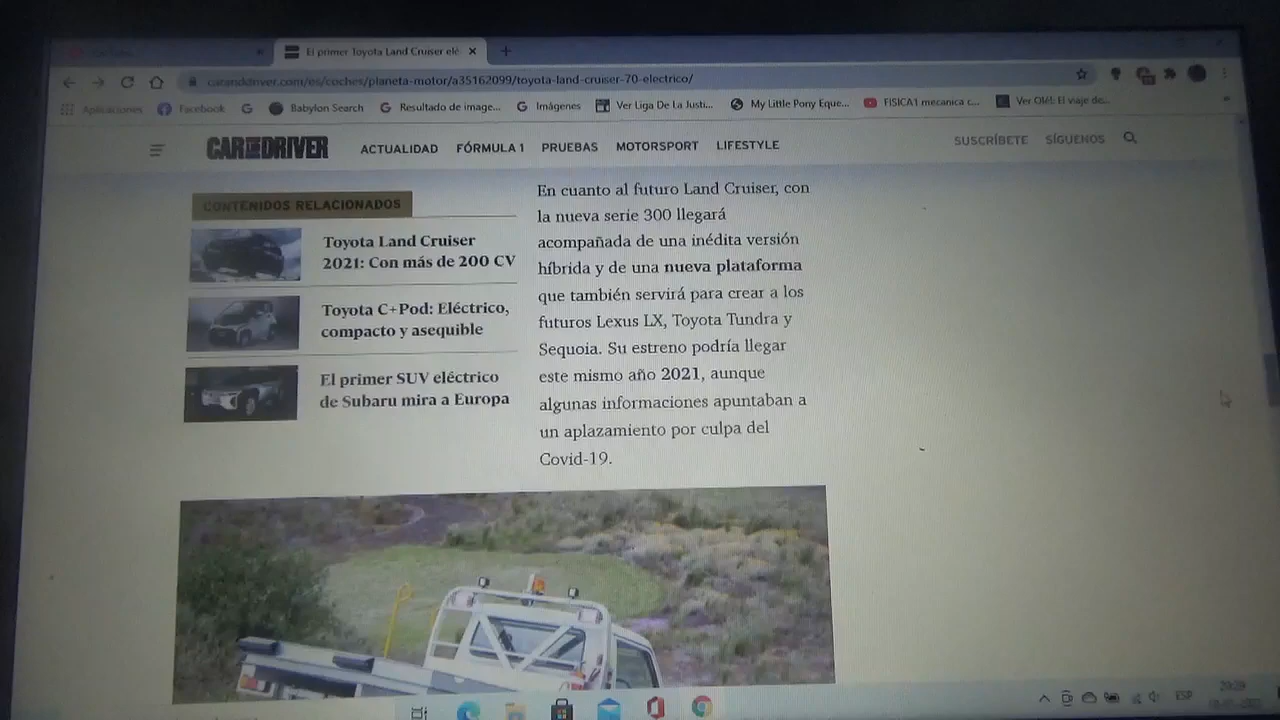 El primer Toyota Land Cruiser elé
caranddriver.com/es/coches/planeta-motor/a35162099/toyota-land-cruiser-70-electrico/
Aplicaciones
Facebook
Babylon Search
Resultado de image...
Imágenes
Ver Liga De La Justi...
My Little Pony Eque...
FISICA1 mecanica c...
Ver Olé!: El viaje de...
CAR AND DRIVER
ACTUALIDAD
FÓRMULA 1
PRUEBAS
MOTORSPORT
LIFESTYLE
SUSCRÍBETE
SÍGUENOS
CONTENIDOS RELACIONADOS
Toyota Land Cruiser
2021: Con más de 200 CV
Toyota C+Pod: Eléctrico,
compacto y asequible
El primer SUV eléctrico
de Subaru mira a Europa
En cuanto al futuro Land Cruiser, con
la nueva serie 300 llegará
acompañada de una inédita versión
híbrida y de una nueva plataforma
que también servirá para crear a los
futuros Lexus LX, Toyota Tundra y
Sequoia. Su estreno podría llegar
este mismo año 2021, aunque
algunas informaciones apuntaban a
un aplazamiento por culpa del
Covid-19.
ESP